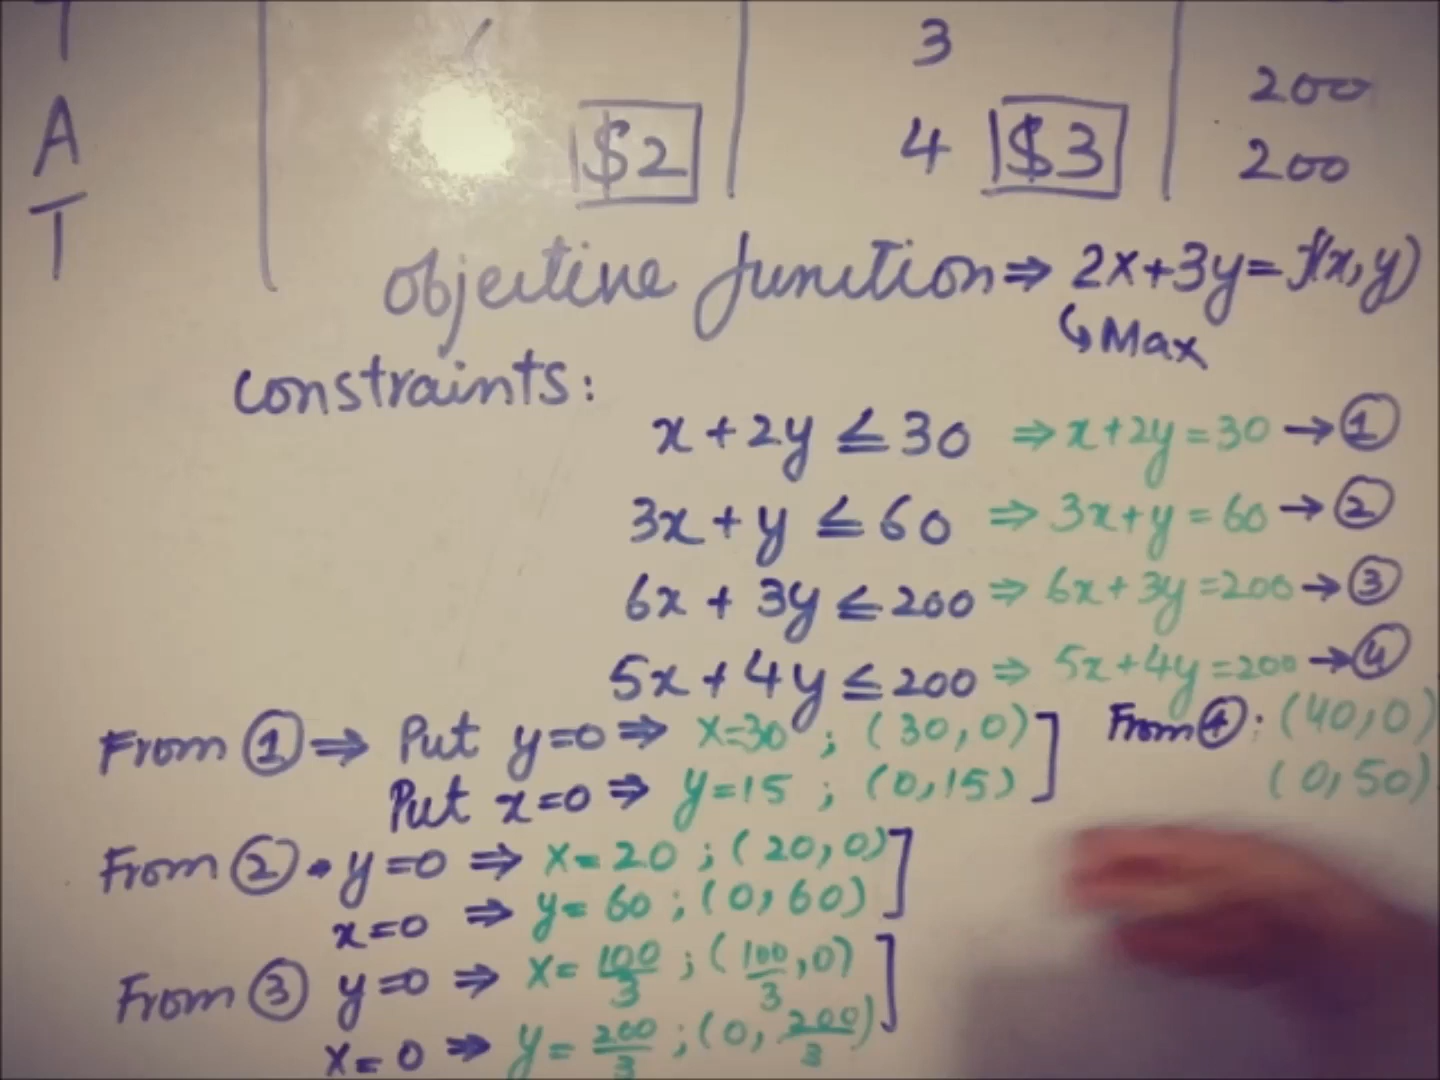 3
200
A $2 4 $3 200
T
objective function ⇒ 2x+3y=f(x,y)
↳ Max
constraints:
x+2y ≤ 30 ⇒ x+2y=30 → ①
3x+y ≤ 60 ⇒ 3x+y=60 → ②
6x+3y ≤ 200 ⇒ 6x+3y=200 → ③
5x+4y ≤ 200 ⇒ 5x+4y=200 → ④
From ① ⇒ Put y=0 ⇒ x=30 ; (30,0)]
Put x=0 ⇒ y=15 ; (0,15)]
From ④: (40,0)
(0,50)
From ② • y=0 ⇒ x=20 ; (20,0)]
x=0 ⇒ y=60 ; (0,60)]
From ③ y=0 ⇒ x=100/3 ; (100/3,0)]
x=0 ⇒ y=200/3 ; (0,200/3)]